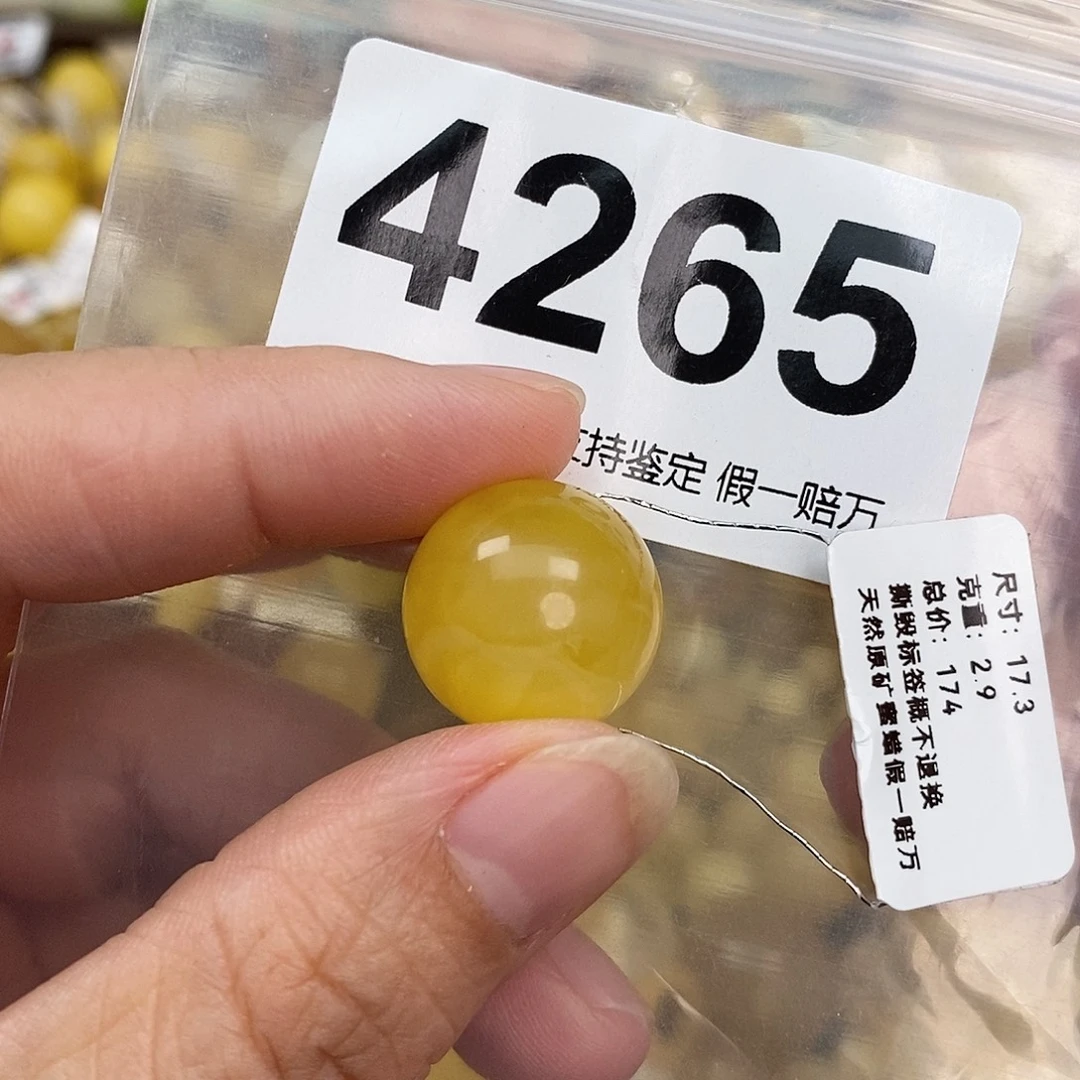 4265
支持鉴定 假一赔万
尺寸: 17.3
克重: 2.9
总价: 174
撕毁标签概不退换
天然原矿蜜蜡假一赔万